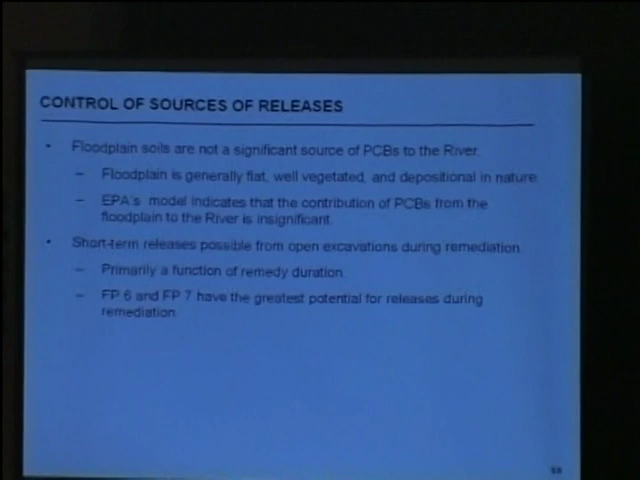 CONTROL OF SOURCES OF RELEASES
• Floodplain soils are not a significant source of PCBs to the River.
– Floodplain is generally flat, well vegetated, and depositional in nature.
– EPA's model indicates that the contribution of PCBs from the
floodplain to the River is insignificant.
• Short-term releases possible from open excavations during remediation.
– Primarily a function of remedy duration.
– FP 6 and FP 7 have the greatest potential for releases during
remediation.